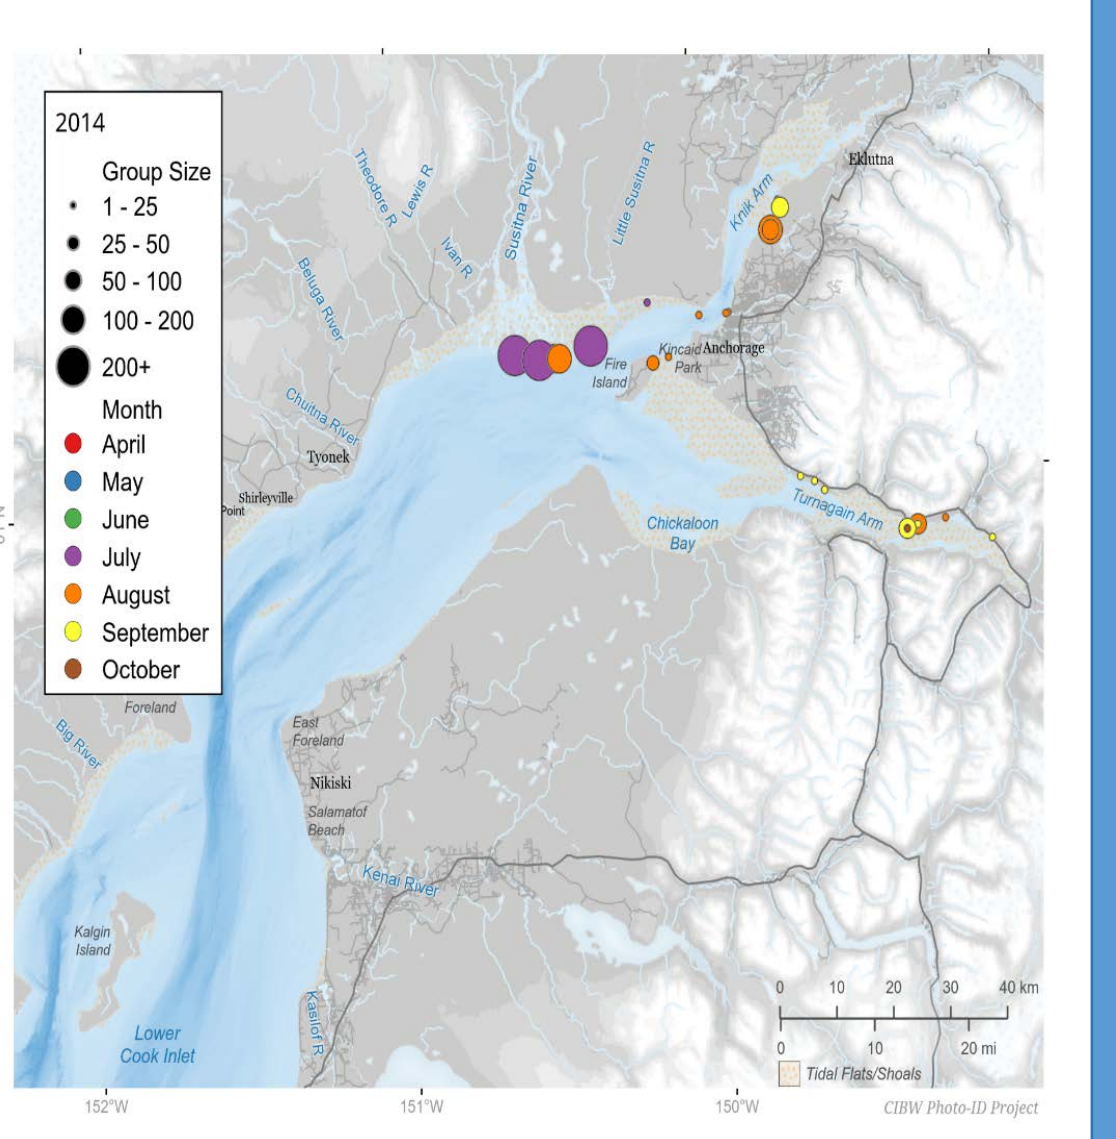 2014
Group Size
1 - 25
25 - 50
50 - 100
100 - 200
200+
Month
April
May
June
July
August
September
October
Theodore R
Lewis R
Ivan R
Susitna River
Little Susitna R
Knik Arm
Eklutna
Beluga River
Chuitna River
Kincaid
Park
Anchorage
Fire
Island
Tyonek
Shirleyville
Point
Turnagain Arm
Chickaloon
Bay
Foreland
Big River
East
Foreland
Nikiski
Salamatof
Beach
Kenai River
Kalgin
Island
Kasilof R
Lower
Cook Inlet
0 10 20 30 40 km
0 10 20 mi
Tidal Flats/Shoals
152°W 151°W 150°W
CIBW Photo-ID Project